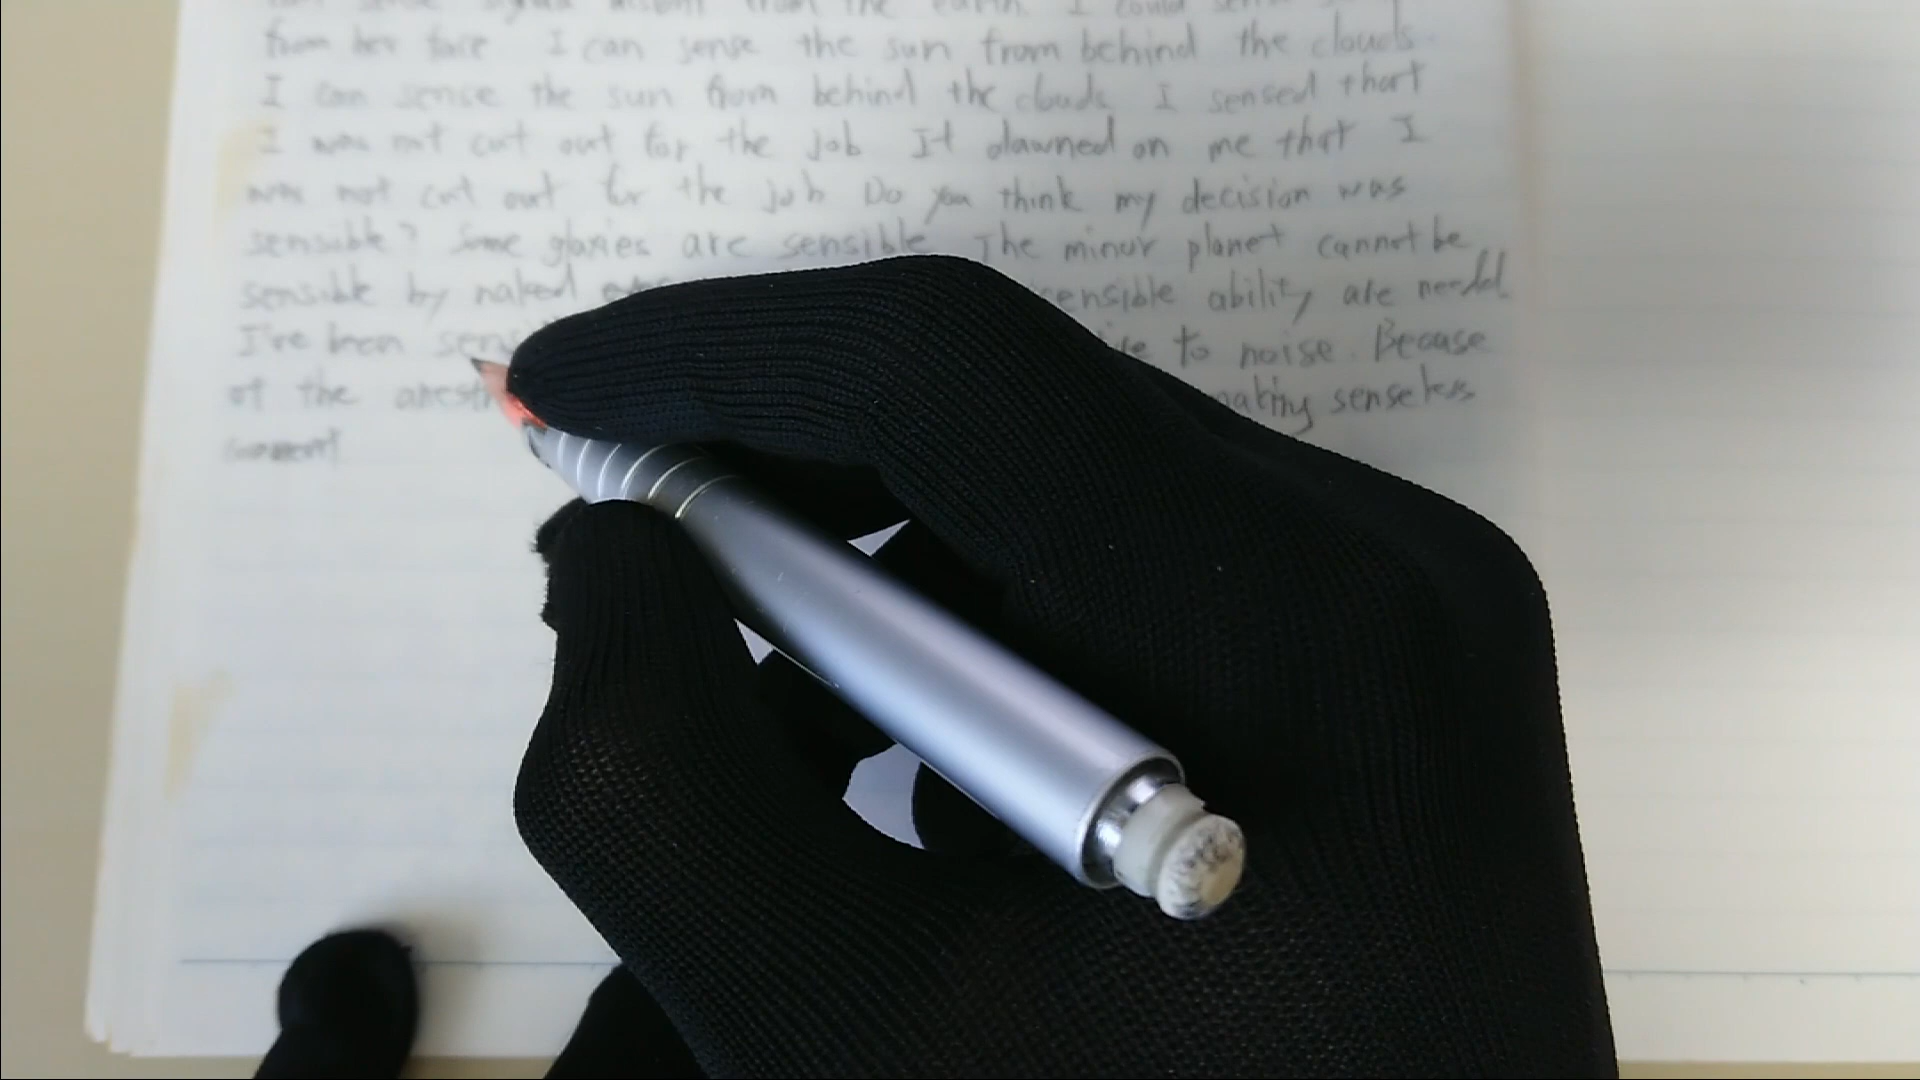 from her face I can sense the sun from behind the clouds
I can sense the sun from behind the clouds I sensed that
I was not cut out for the job It dawned on me that I
was not cut out for the job Do you think my decision was
sensible? Some glaxies are sensible The minor planet cannot be
sensible by naked sensible ability are needed.
I've been to noise. Because
of the making senseless
comment